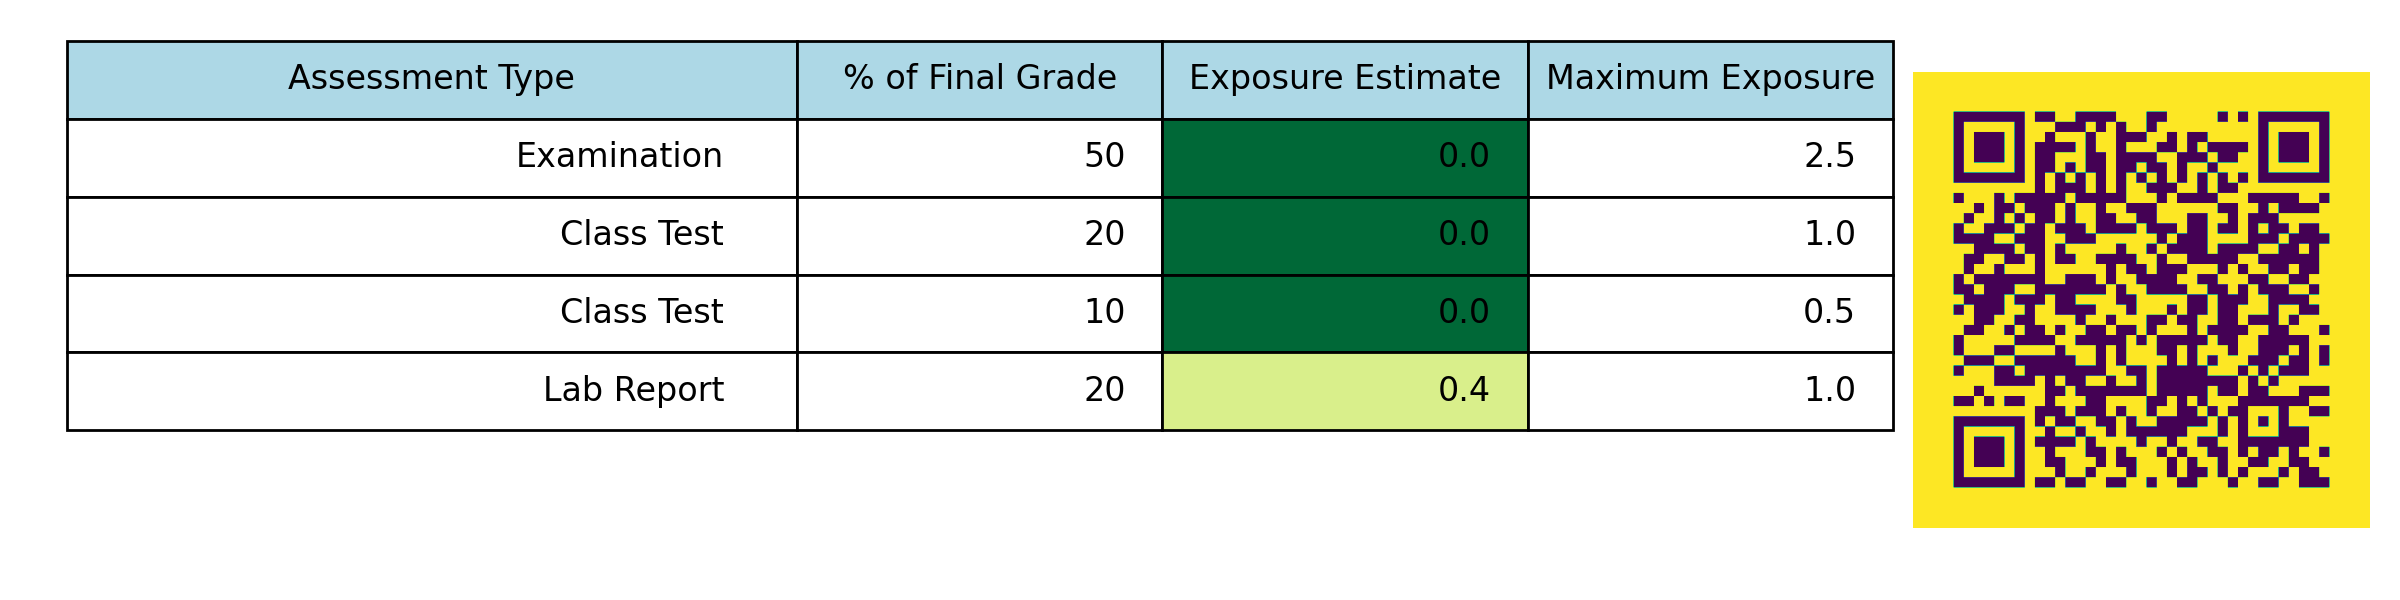 Assessment Type % of Final Grade Exposure Estimate Maximum Exposure
Examination 50 0.0 2.5
Class Test 20 0.0 1.0
Class Test 10 0.0 0.5
Lab Report 20 0.4 1.0